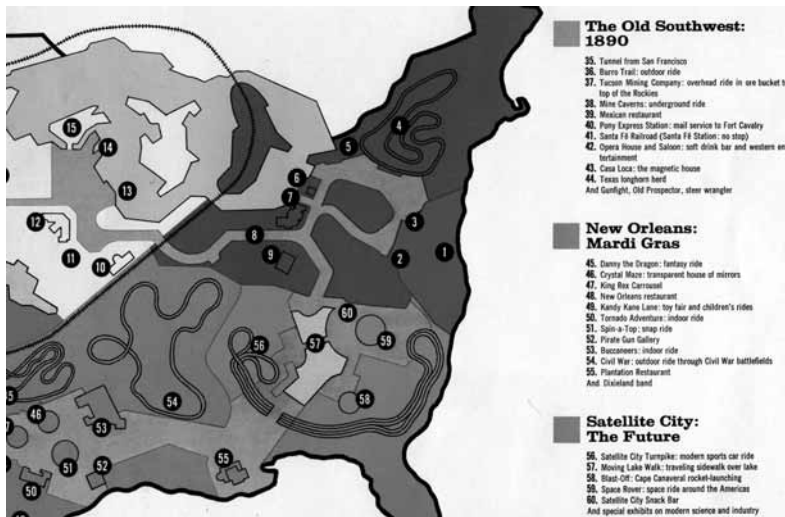 The Old Southwest:
1890
35. Tunnel from San Francisco
36. Burro Trail: outdoor ride
37. Tucson Mining Company: overhead ride in ore bucket to
top of the Rockies
38. Mine Caverns: underground ride
39. Mexican restaurant
40. Pony Express Station: mail service to Fort Cavalry
41. Santa Fé Railroad (Santa Fé Station: no stop)
42. Opera House and Saloon: soft drink bar and western en-
tertainment
43. Casa Loca: the magnetic house
44. Texas longhorn herd
And Gunfight, Old Prospector, steer wrangler
New Orleans:
Mardi Gras
45. Danny the Dragon: fantasy ride
46. Crystal Maze: transparent house of mirrors
47. King Rex Carrousel
48. New Orleans restaurant
49. Kandy Kane Lane: toy fair and children's rides
50. Tornado Adventure: indoor ride
51. Spin-a-Top: snap ride
52. Pirate Gun Gallery
53. Buccaneers: indoor ride
54. Civil War: outdoor ride through Civil War battlefields
55. Plantation Restaurant
And Dixieland band
Satellite City:
The Future
56. Satellite City Turnpike: modern sports car ride
57. Moving Lake Walk: traveling sidewalk over lake
58. Blast-Off: Cape Canaveral rocket-launching
59. Space Rover: space ride around the Americas
60. Satellite City Snack Bar
And special exhibits on modern science and industry
15
14
4
5
13
6
7
12
3
8
11
10
9
2
1
60
59
56
57
54
58
46
53
55
51
52
50